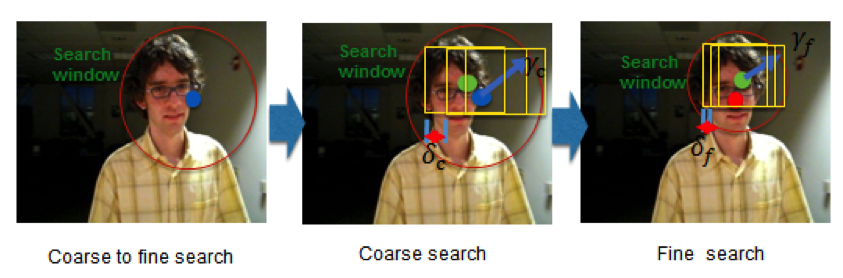 Search
window
Search
window
γc
δc
Search
window
γf
δf
Coarse to fine search
Coarse search
Fine search